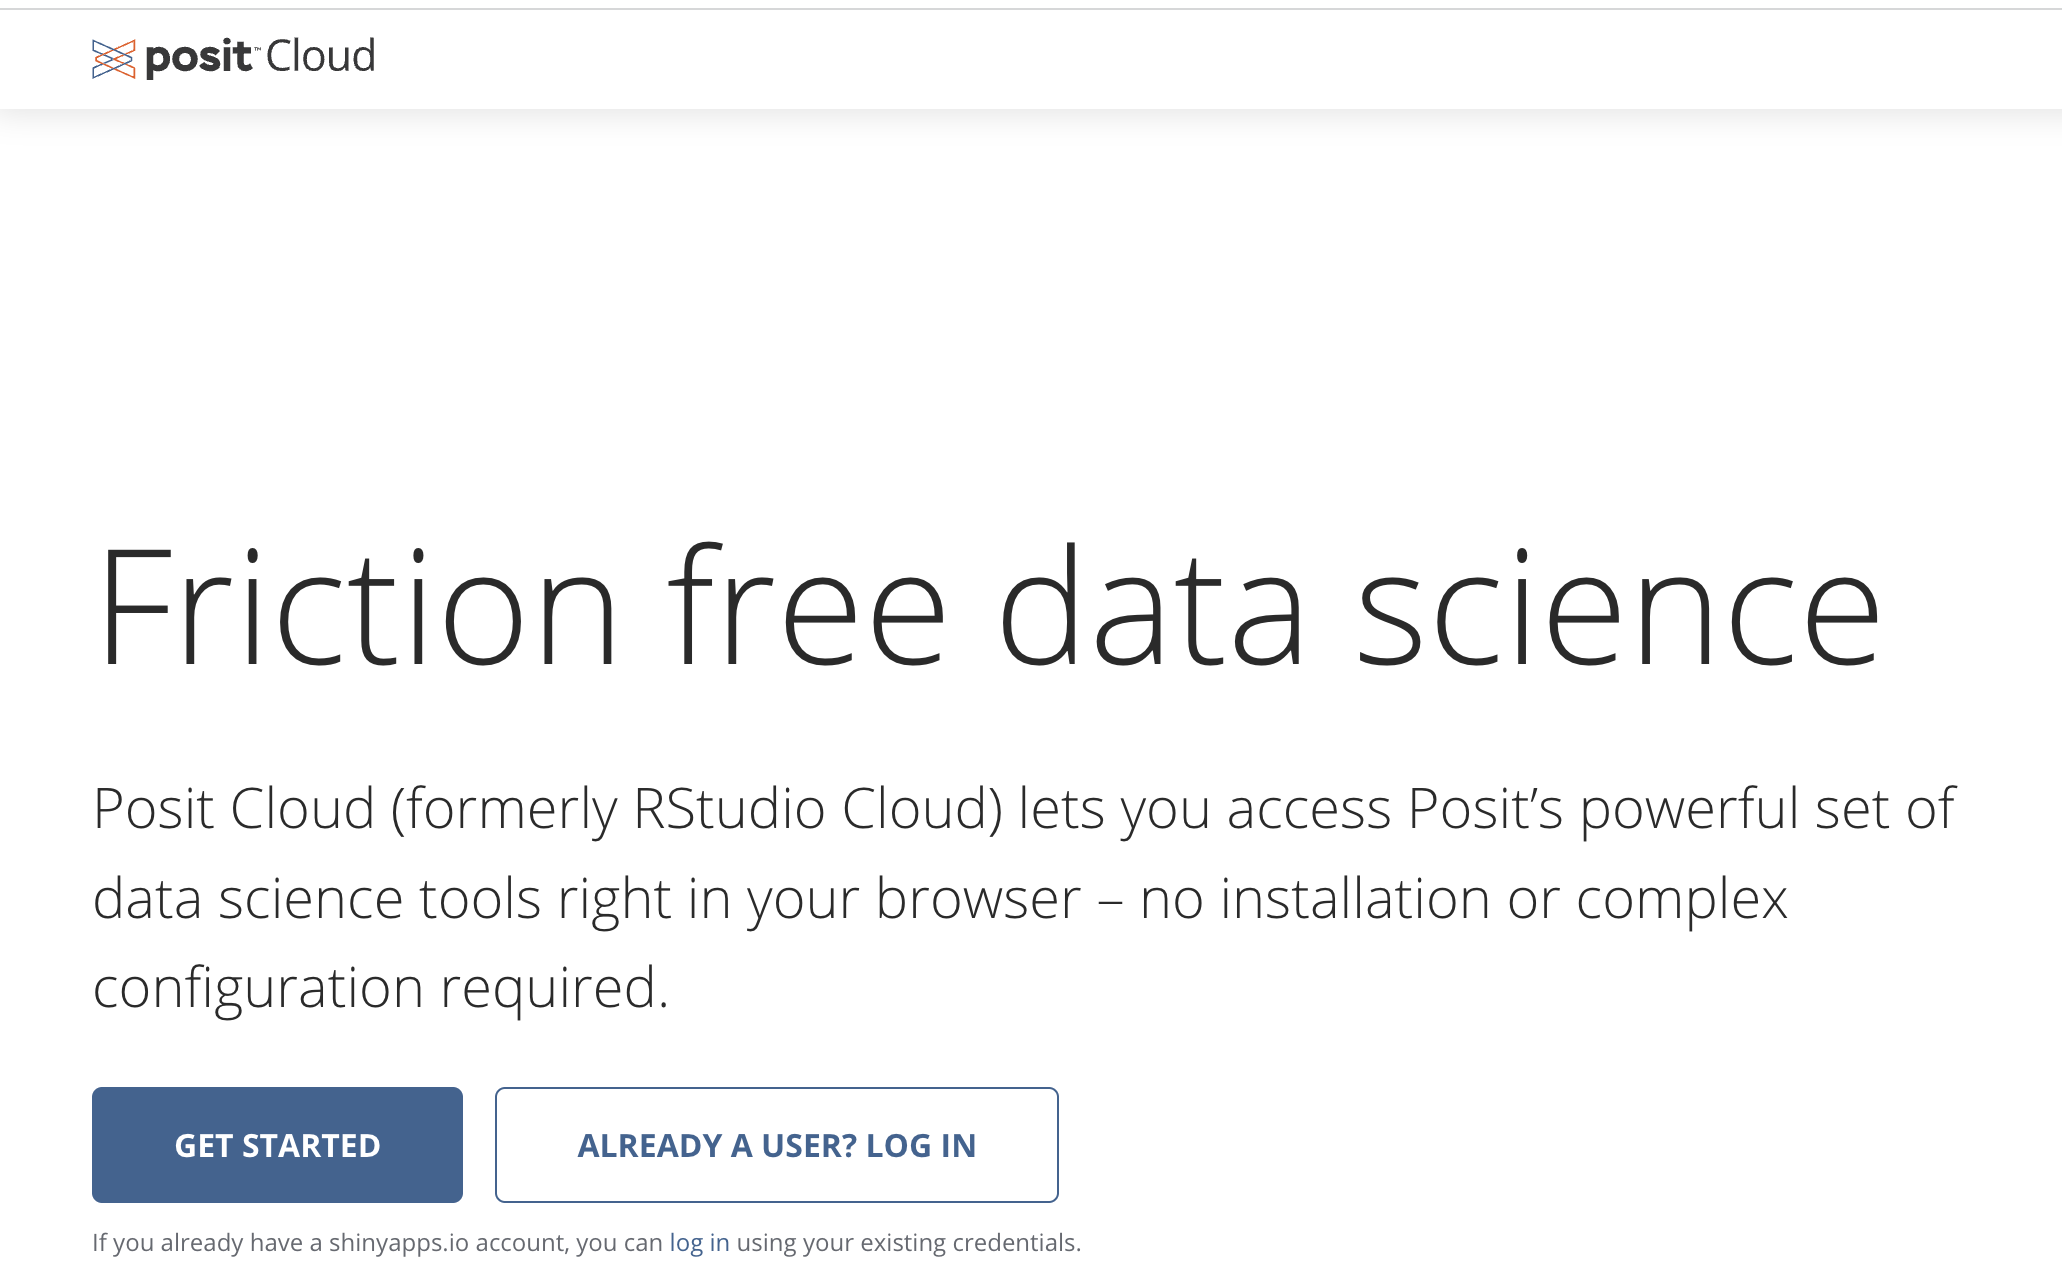 posit™ Cloud
Friction free data science
Posit Cloud (formerly RStudio Cloud) lets you access Posit’s powerful set of
data science tools right in your browser – no installation or complex
configuration required.
GET STARTED
ALREADY A USER? LOG IN
If you already have a shinyapps.io account, you can log in using your existing credentials.